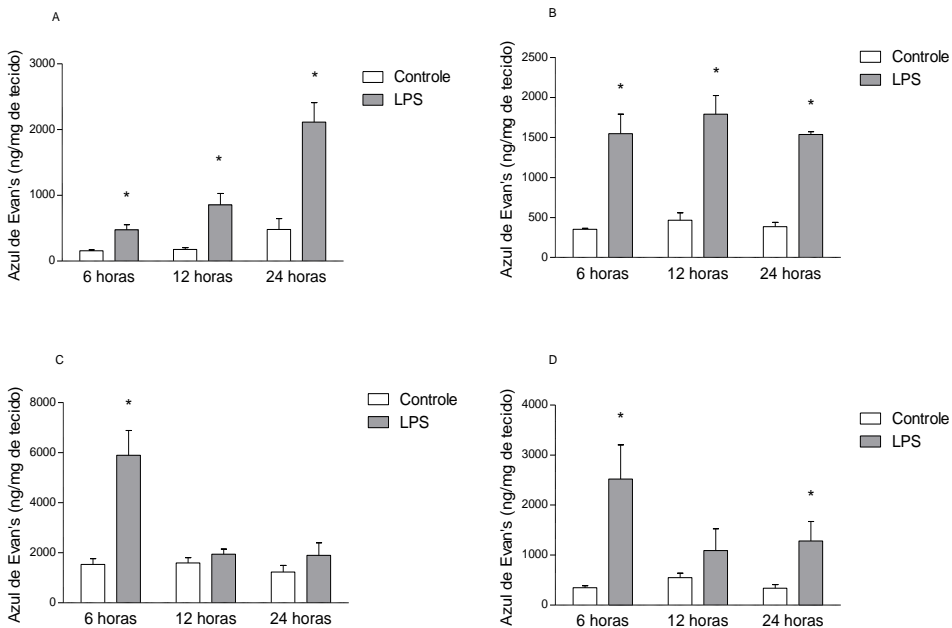 A
Azul de Evan's (ng/mg de tecido)
3000
2000
1000
0
*
*
*
6 horas
12 horas
24 horas
Controle
LPS
B
Azul de Evan's (ng/mg de tecido)
2500
2000
1500
1000
500
0
*
*
*
6 horas
12 horas
24 horas
Controle
LPS
C
Azul de Evan's (ng/mg de tecido)
8000
6000
4000
2000
0
*
6 horas
12 horas
24 horas
Controle
LPS
D
Azul de Evan's (ng/mg de tecido)
4000
3000
2000
1000
0
*
*
6 horas
12 horas
24 horas
Controle
LPS